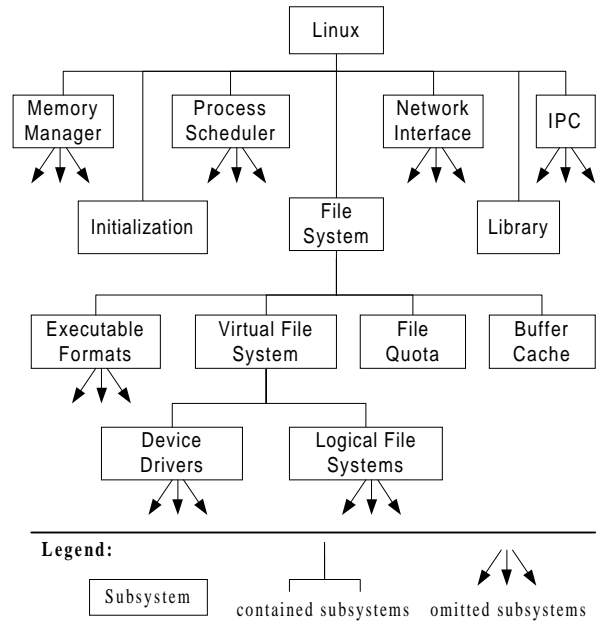 Linux
Memory
Manager
Process
Scheduler
Network
Interface
IPC
Initialization
File
System
Library
Executable
Formats
Virtual File
System
File
Quota
Buffer
Cache
Device
Drivers
Logical File
Systems
Legend:
Subsystem
contained subsystems
omitted subsystems